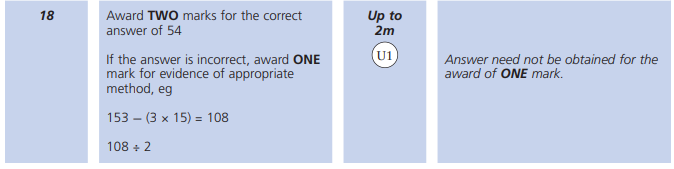 18
Award TWO marks for the correct
answer of 54
If the answer is incorrect, award ONE
mark for evidence of appropriate
method, eg
153 – (3 × 15) = 108
108 ÷ 2
Up to
2m
U1
Answer need not be obtained for the
award of ONE mark.